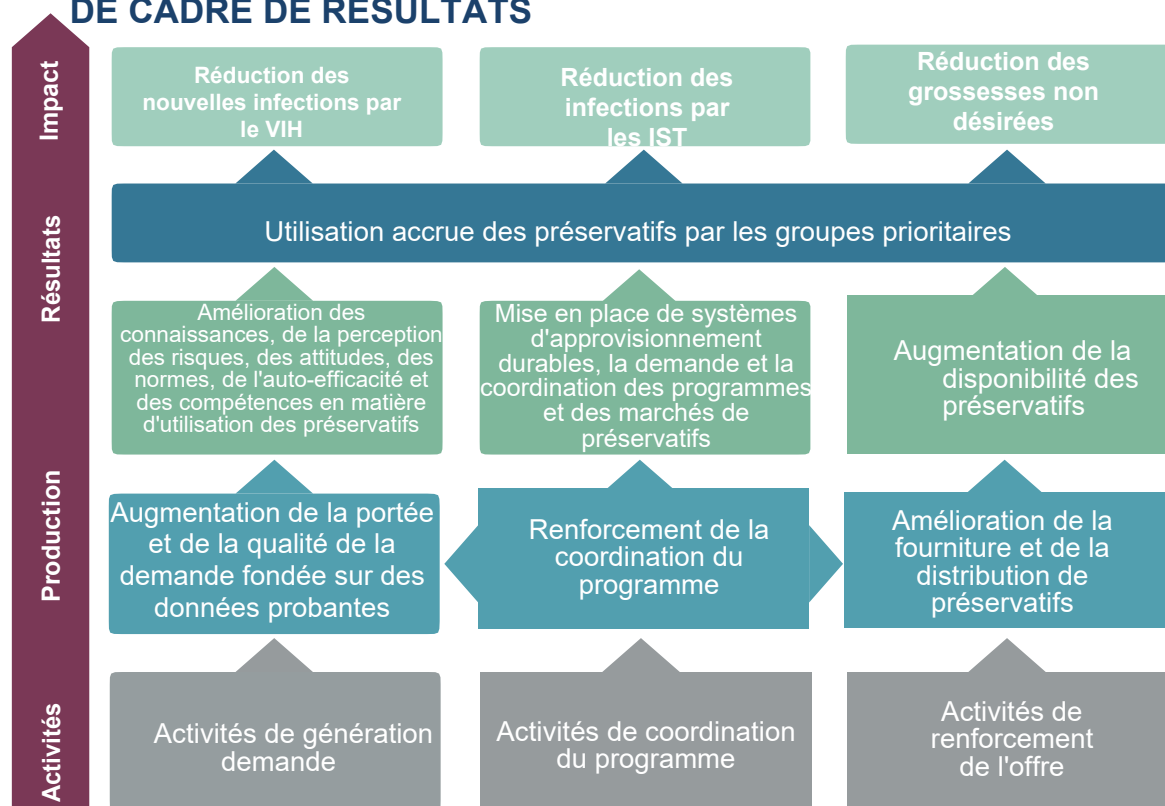 DE CADRE DE RÉSULTATS
Impact
Réduction des
nouvelles infections par
le VIH
Réduction des
infections par
les IST
Réduction des
grossesses non
désirées
Résultats
Utilisation accrue des préservatifs par les groupes prioritaires
Amélioration des
connaissances, de la perception
des risques, des attitudes, des
normes, de l'auto-efficacité et
des compétences en matière
d'utilisation des préservatifs
Mise en place de systèmes
d'approvisionnement
durables, la demande et la
coordination des programmes
et des marchés de
préservatifs
Augmentation de la
disponibilité des
préservatifs
Production
Augmentation de la portée
et de la qualité de la
demande fondée sur des
données probantes
Renforcement de la
coordination du
programme
Amélioration de la
fourniture et de la
distribution de
préservatifs
Activités
Activités de génération
demande
Activités de coordination
du programme
Activités de
renforcement
de l'offre